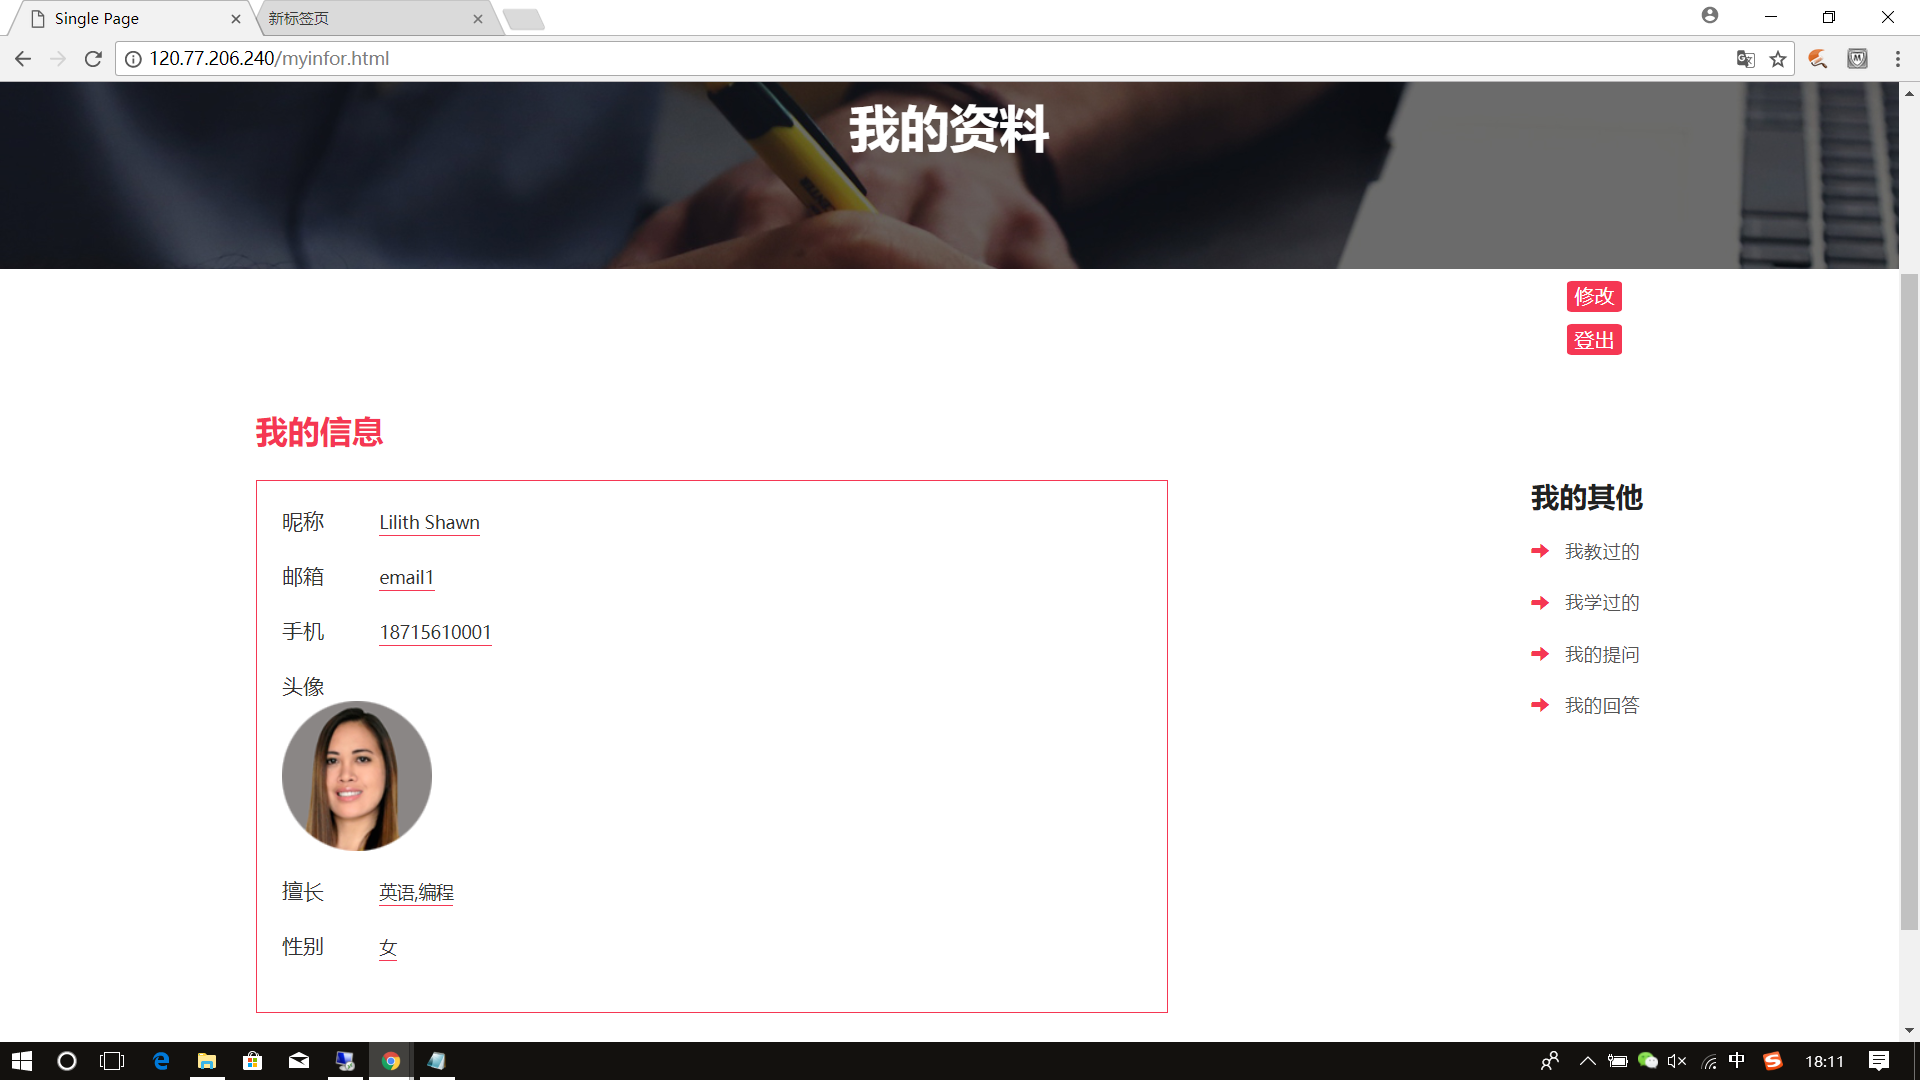 Single Page
新标签页
120.77.206.240/myinfor.html
我的资料
修改
登出
我的信息
昵称 Lilith Shawn
邮箱 email1
手机 18715610001
头像
擅长 英语,编程
性别 女
我的其他
我教过的
我学过的
我的提问
我的回答
中 18:11